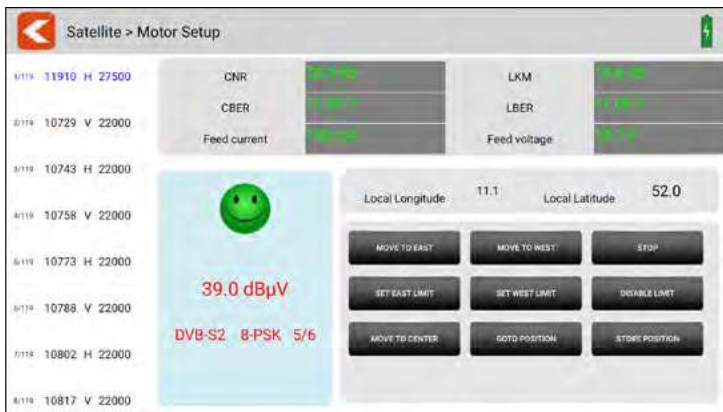 Satellite > Motor Setup
1/119 11910 H 27500
2/119 10729 V 22000
3/119 10743 H 22000
4/119 10758 V 22000
5/119 10773 H 22000
6/119 10788 V 22000
7/119 10802 H 22000
8/119 10817 V 22000
CNR
LKM
CBER
LBER
Feed current
Feed voltage
39.0 dBµV
DVB-S2 8-PSK 5/6
Local Longitude 11.1 Local Latitude 52.0
MOVE TO EAST MOVE TO WEST STOP
SET EAST LIMIT SET WEST LIMIT DISABLE LIMIT
MOVE TO CENTER GOTO POSITION STORE POSITION